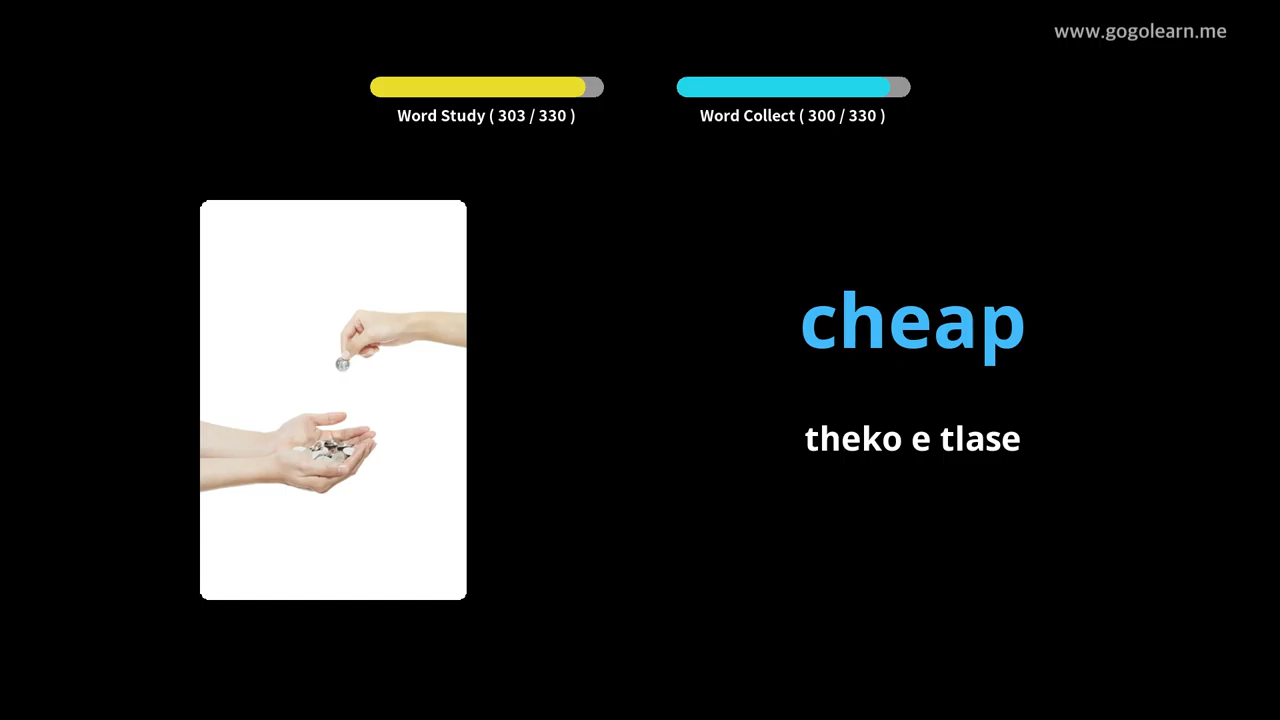 www.gogolearn.me
Word Study ( 303 / 330 )
Word Collect ( 300 / 330 )
cheap
theko e tlase